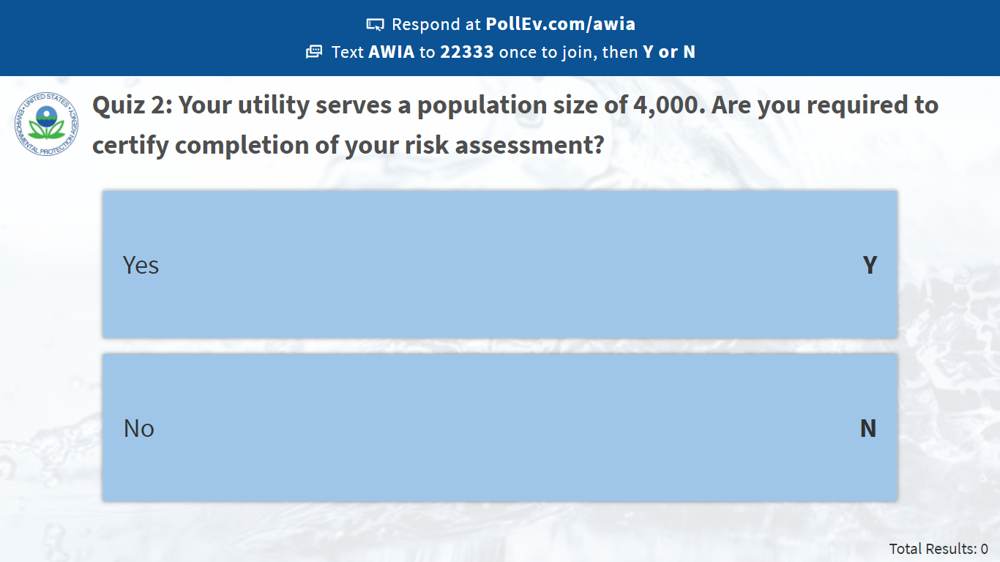 Respond at PollEv.com/awia
Text AWIA to 22333 once to join, then Y or N
UNITED STATES
ENVIRONMENTAL PROTECTION AGENCY
Quiz 2: Your utility serves a population size of 4,000. Are you required to
certify completion of your risk assessment?
Yes Y
No N
Total Results: 0